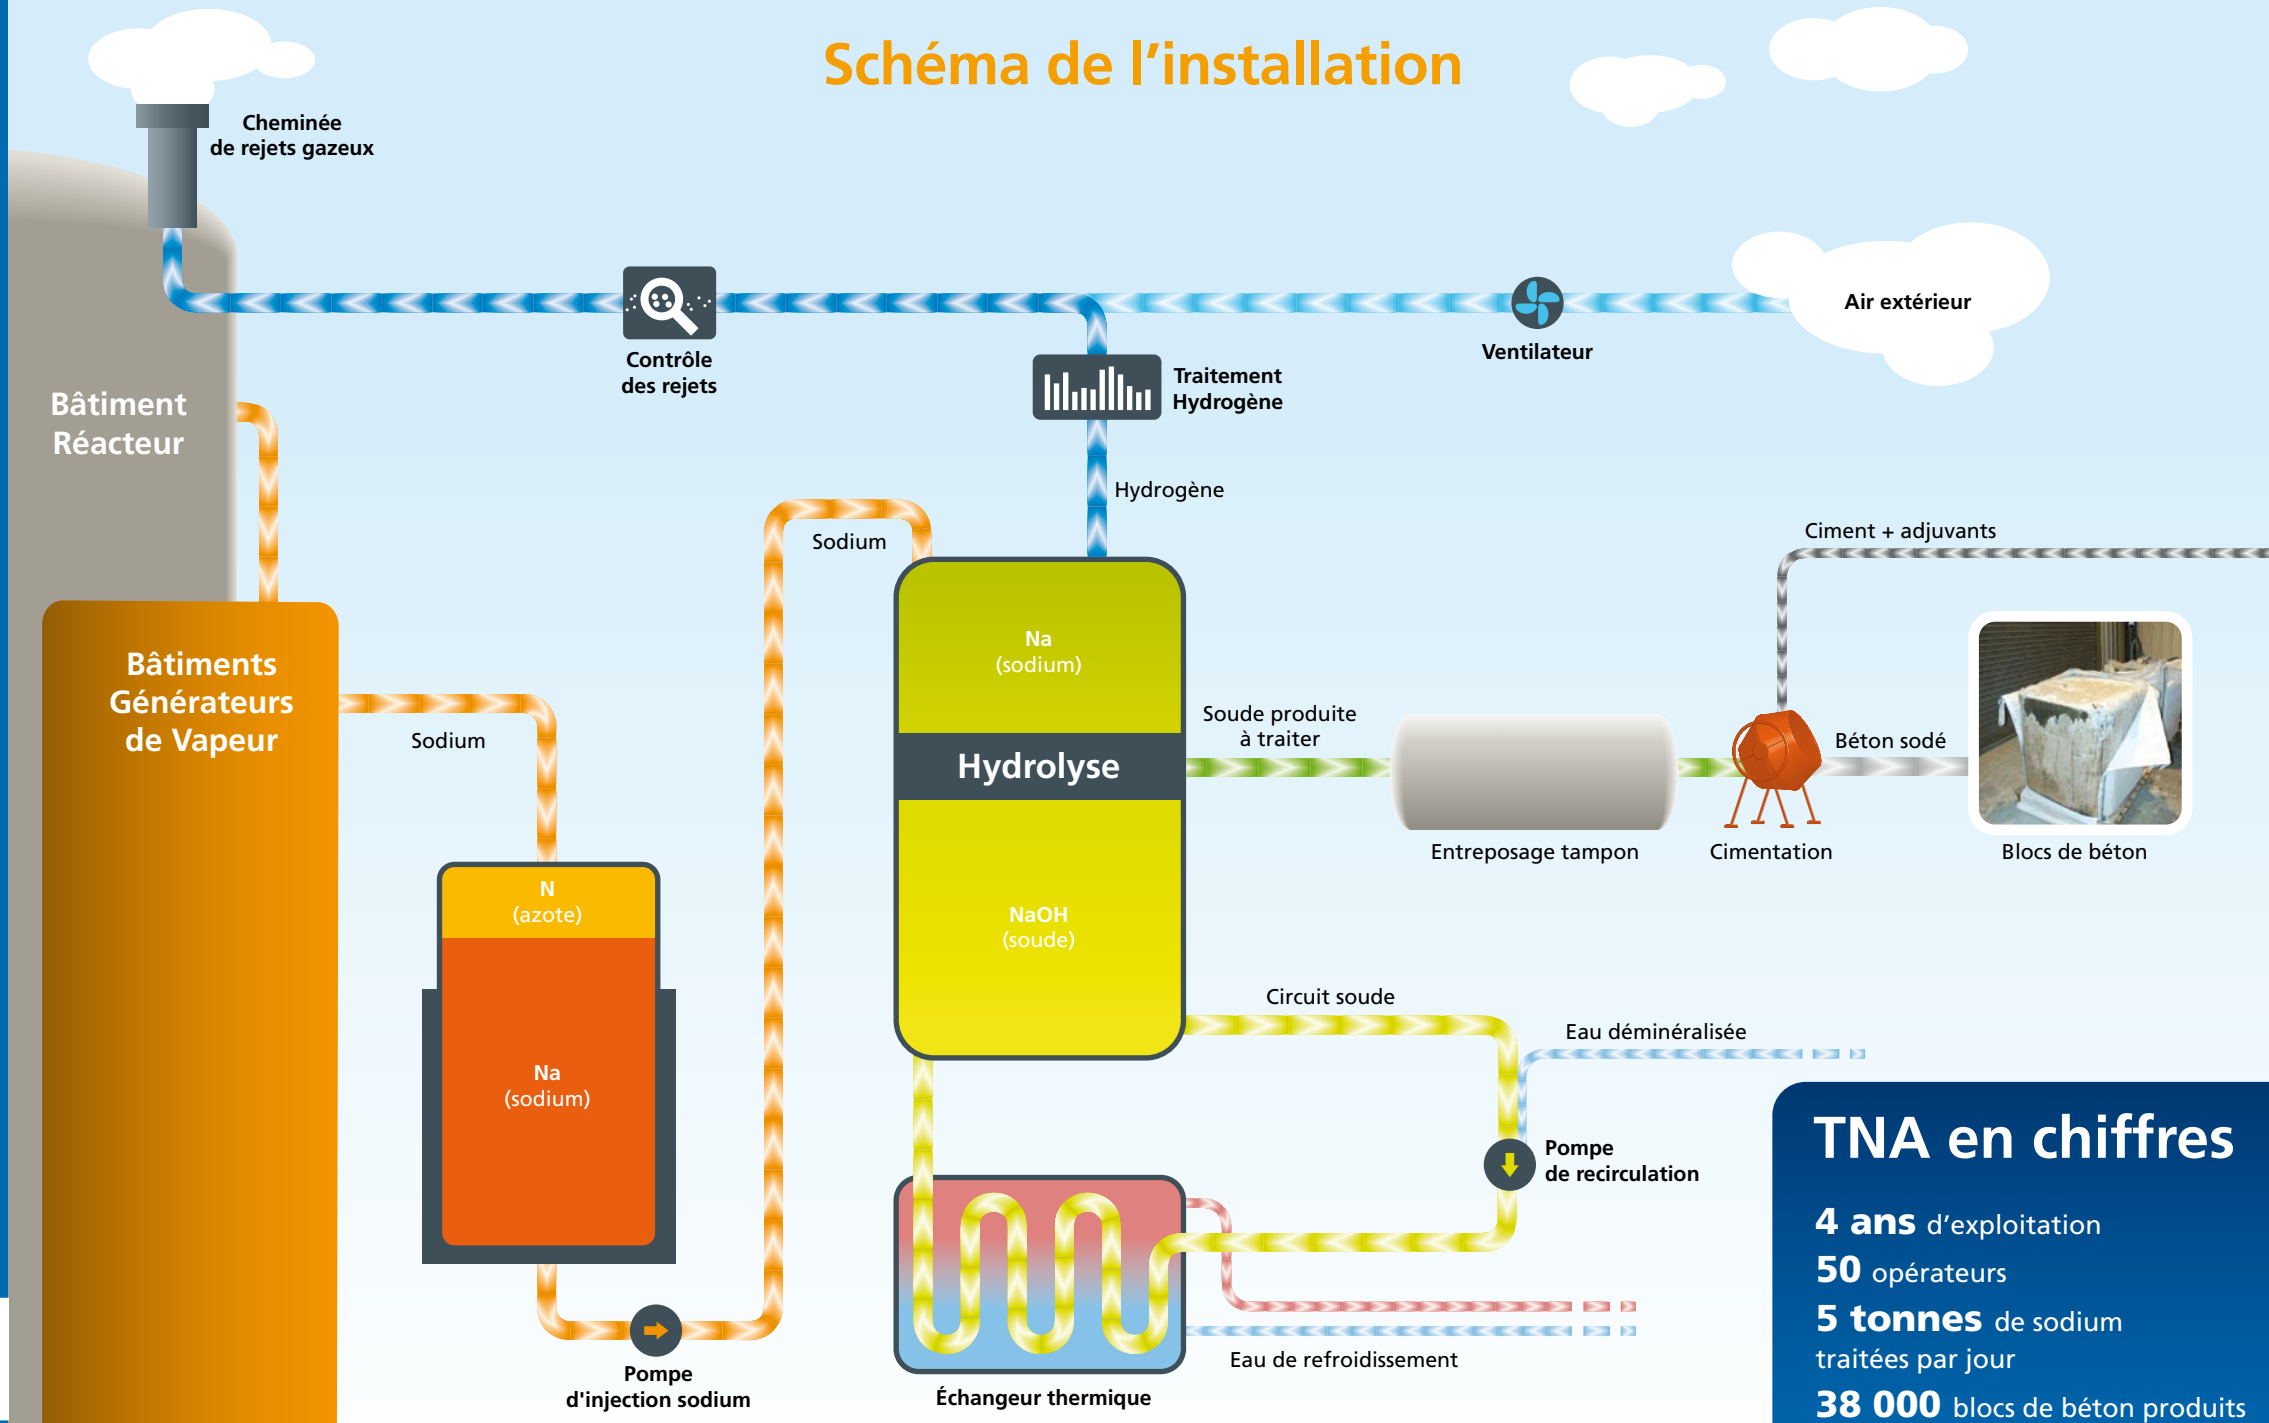 Schéma de l’installation
Cheminée
de rejets gazeux
Air extérieur
Contrôle
des rejets
Ventilateur
Traitement
Hydrogène
Bâtiment
Réacteur
Hydrogène
Sodium
Ciment + adjuvants
Bâtiments
Générateurs
de Vapeur
Na
(sodium)
Sodium
Soude produite
à traiter
Béton sodé
Hydrolyse
Entreposage tampon
Cimentation
Blocs de béton
N
(azote)
NaOH
(soude)
Circuit soude
Eau déminéralisée
Na
(sodium)
Pompe
de recirculation
TNA en chiffres
4 ans d’exploitation
50 opérateurs
5 tonnes de sodium
traitées par jour
38 000 blocs de béton produits
Eau de refroidissement
Pompe
d'injection sodium
Échangeur thermique